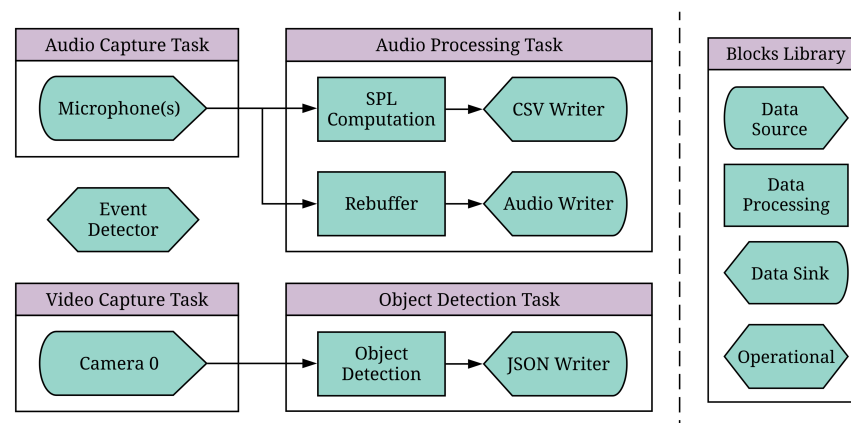 Audio Capture Task
Microphone(s)
Audio Processing Task
SPL
Computation
CSV Writer
Rebuffer
Audio Writer
Event
Detector
Video Capture Task
Camera 0
Object Detection Task
Object
Detection
JSON Writer
Blocks Library
Data
Source
Data
Processing
Data Sink
Operational